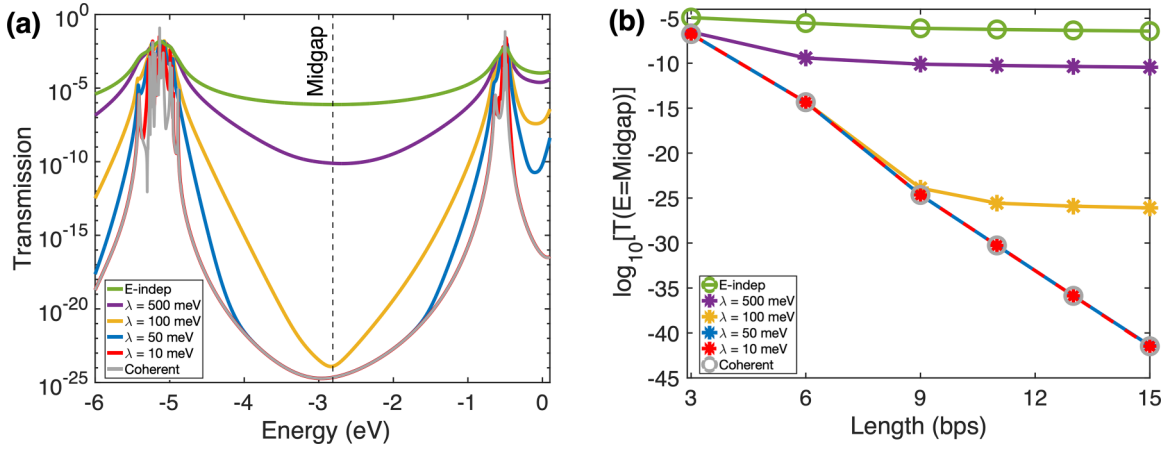 (a)
Transmission
10^0
10^-5
10^-10
10^-15
10^-20
10^-25
Midgap
E-indep
λ = 500 meV
λ = 100 meV
λ = 50 meV
λ = 10 meV
Coherent
-6 -5 -4 -3 -2 -1 0
Energy (eV)
(b)
log10[T(E=Midgap)]
-5
-10
-15
-20
-25
-30
-35
-40
-45
E-indep
λ = 500 meV
λ = 100 meV
λ = 50 meV
λ = 10 meV
Coherent
3 6 9 12 15
Length (bps)